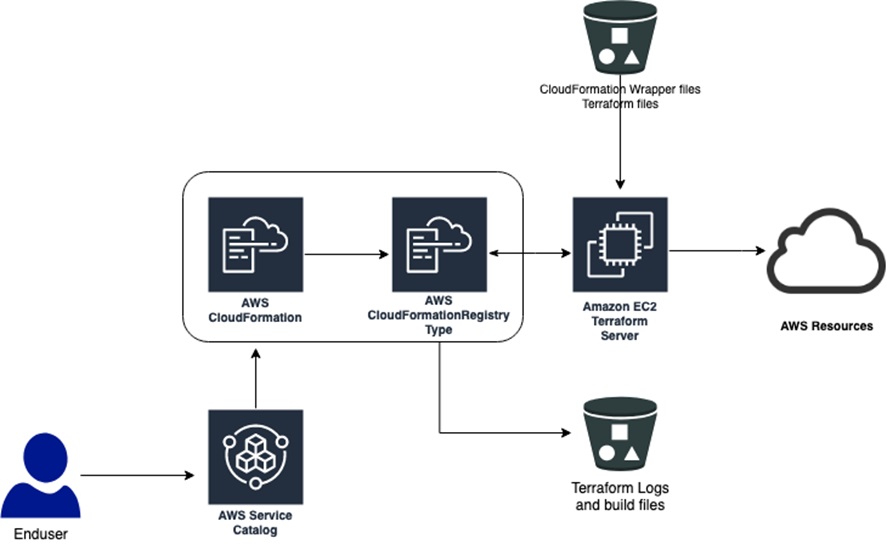 CloudFormation Wrapper files
Terraform files
AWS
CloudFormation
AWS
CloudFormationRegistry
Type
Amazon EC2
Terraform
Server
AWS Resources
Terraform Logs
and build files
AWS Service
Catalog
Enduser